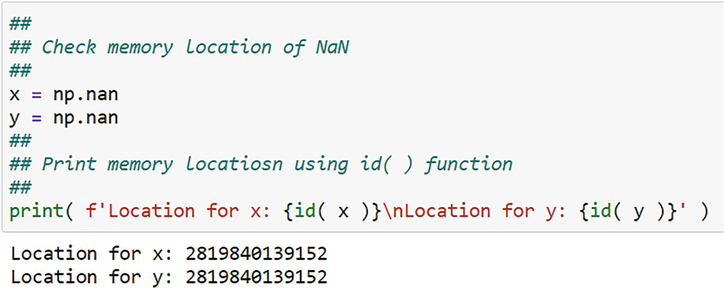 ##
## Check memory location of NaN
##
x = np.nan
y = np.nan
##
## Print memory locatiosn using id( ) function
##
print( f'Location for x: {id( x )}\nLocation for y: {id( y )}' )
Location for x: 2819840139152
Location for y: 2819840139152